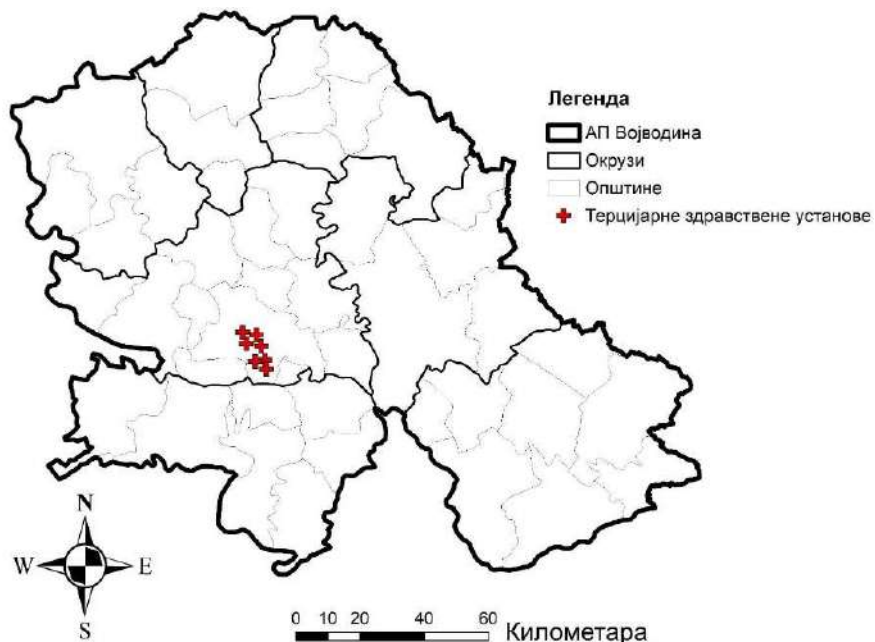 Легенда
АП Војводина
Окрузи
Општине
Терцијарне здравствене установе
N
W E
S
0 10 20 40 60
Километара